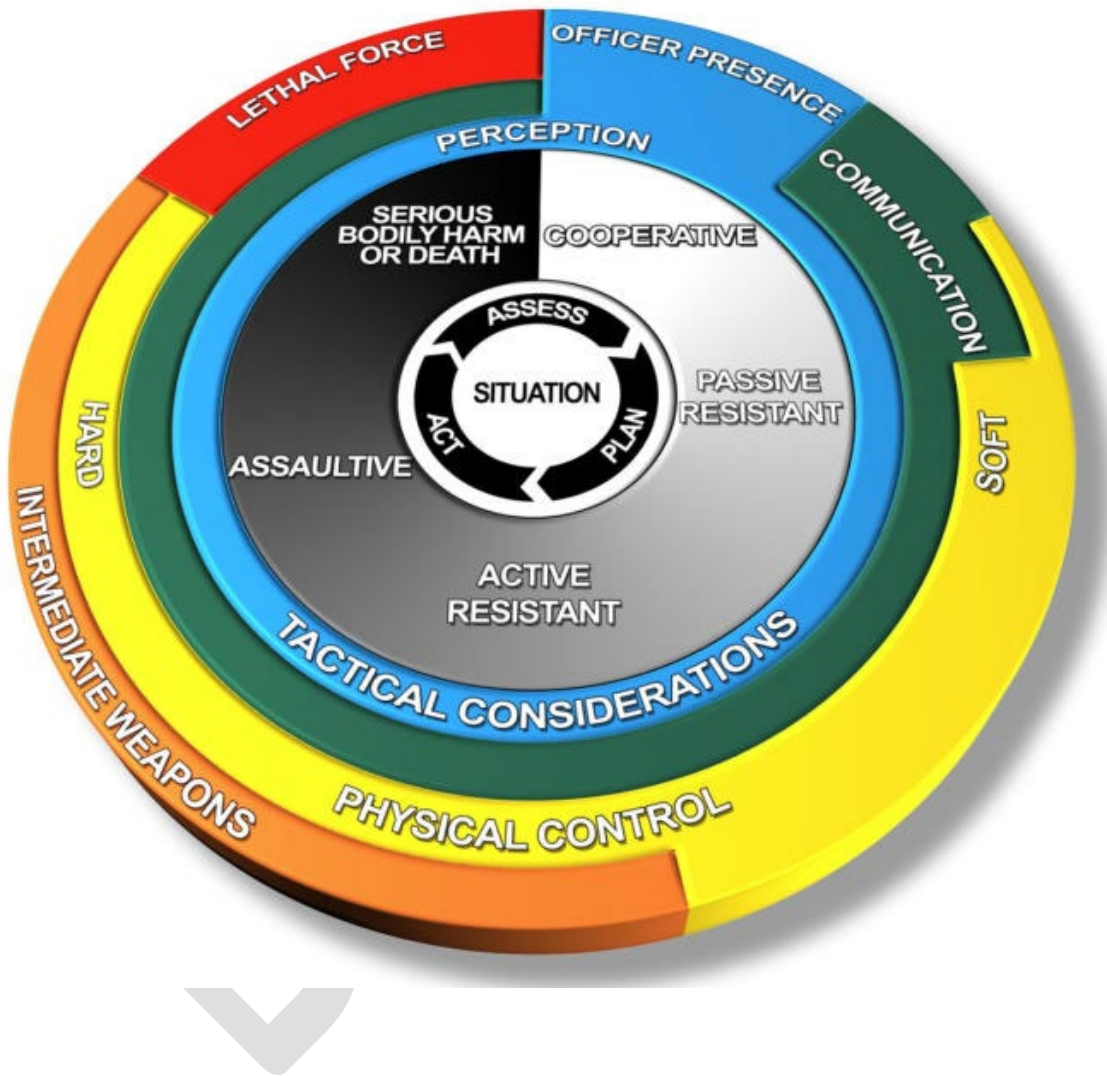 LETHAL FORCE
OFFICER PRESENCE
PERCEPTION
COMMUNICATION
SERIOUS
BODILY HARM
OR DEATH
COOPERATIVE
ASSESS
SITUATION
PLAN
ACT
PASSIVE
RESISTANT
ASSAULTIVE
ACTIVE
RESISTANT
HARD
SOFT
TACTICAL CONSIDERATIONS
INTERMEDIATE WEAPONS
PHYSICAL CONTROL